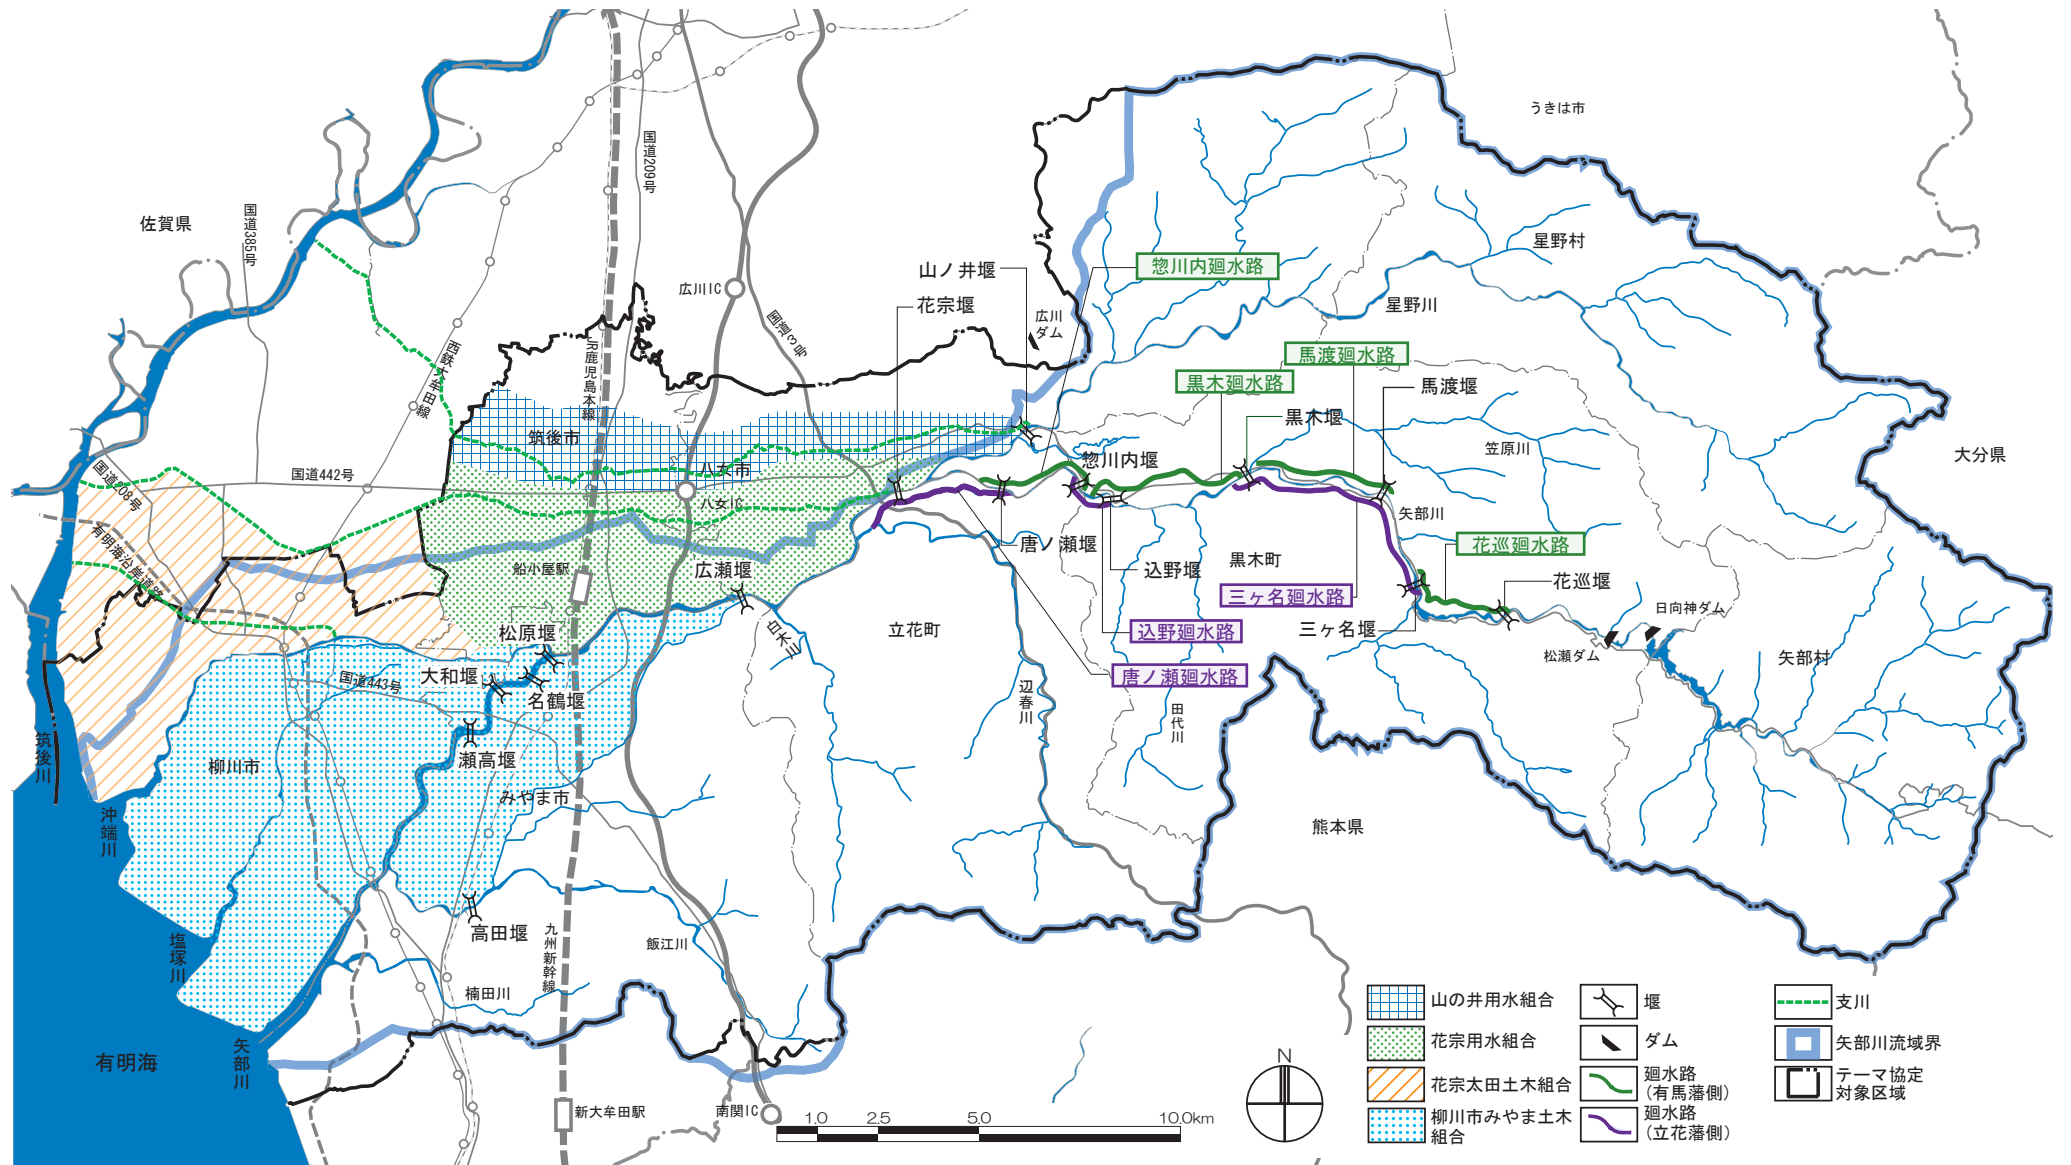 うきは市
佐賀県
国道385号
国道209号
星野村
惣川内廻水路
山ノ井堰
広川IC
花宗堰
星野川
広川
ダム
国道3号
西鉄大牟田線
JR鹿児島本線
馬渡廻水路
黒木廻水路
馬渡堰
黒木堰
筑後市
笠原川
大分県
国道442号
八女市
惣川内堰
国道208号
八女IC
矢部川
有明海沿岸道路
唐ノ瀬堰
花巡廻水路
船小屋駅
広瀬堰
込野堰
黒木町
花巡堰
三ヶ名廻水路
日向神ダム
松原堰
白木川
立花町
込野廻水路
三ヶ名堰
松瀬ダム
矢部村
大和堰
国道443号
名鶴堰
唐ノ瀬廻水路
辺春川
田代川
筑後川
柳川市
瀬高堰
みやま市
沖端川
熊本県
塩塚川
高田堰
九州新幹線
飯江川
楠田川
有明海
矢部川
新大牟田駅
南関IC
1.0 2.5 5.0 10.0km
N
山の井用水組合
花宗用水組合
花宗太田土木組合
柳川市みやま土木
組合
堰
ダム
廻水路
(有馬藩側)
廻水路
(立花藩側)
支川
矢部川流域界
テーマ協定
対象区域